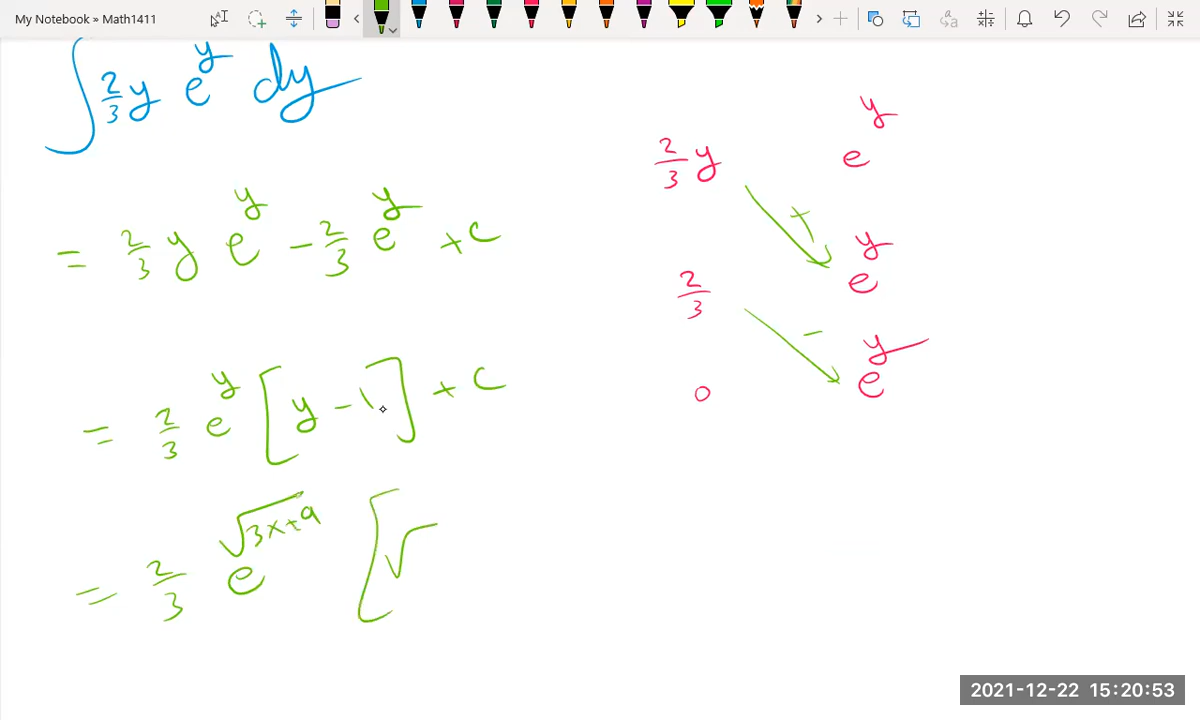 My Notebook » Math1411
∫ 2/3 y e^y dy
= 2/3 y e^y - 2/3 e^y + c
= 2/3 e^y [y - 1] + c
= 2/3 e^√3x+9 [√
2/3 y e^y
+
e^y
2/3
-
e^y
0
2021-12-22 15:20:53